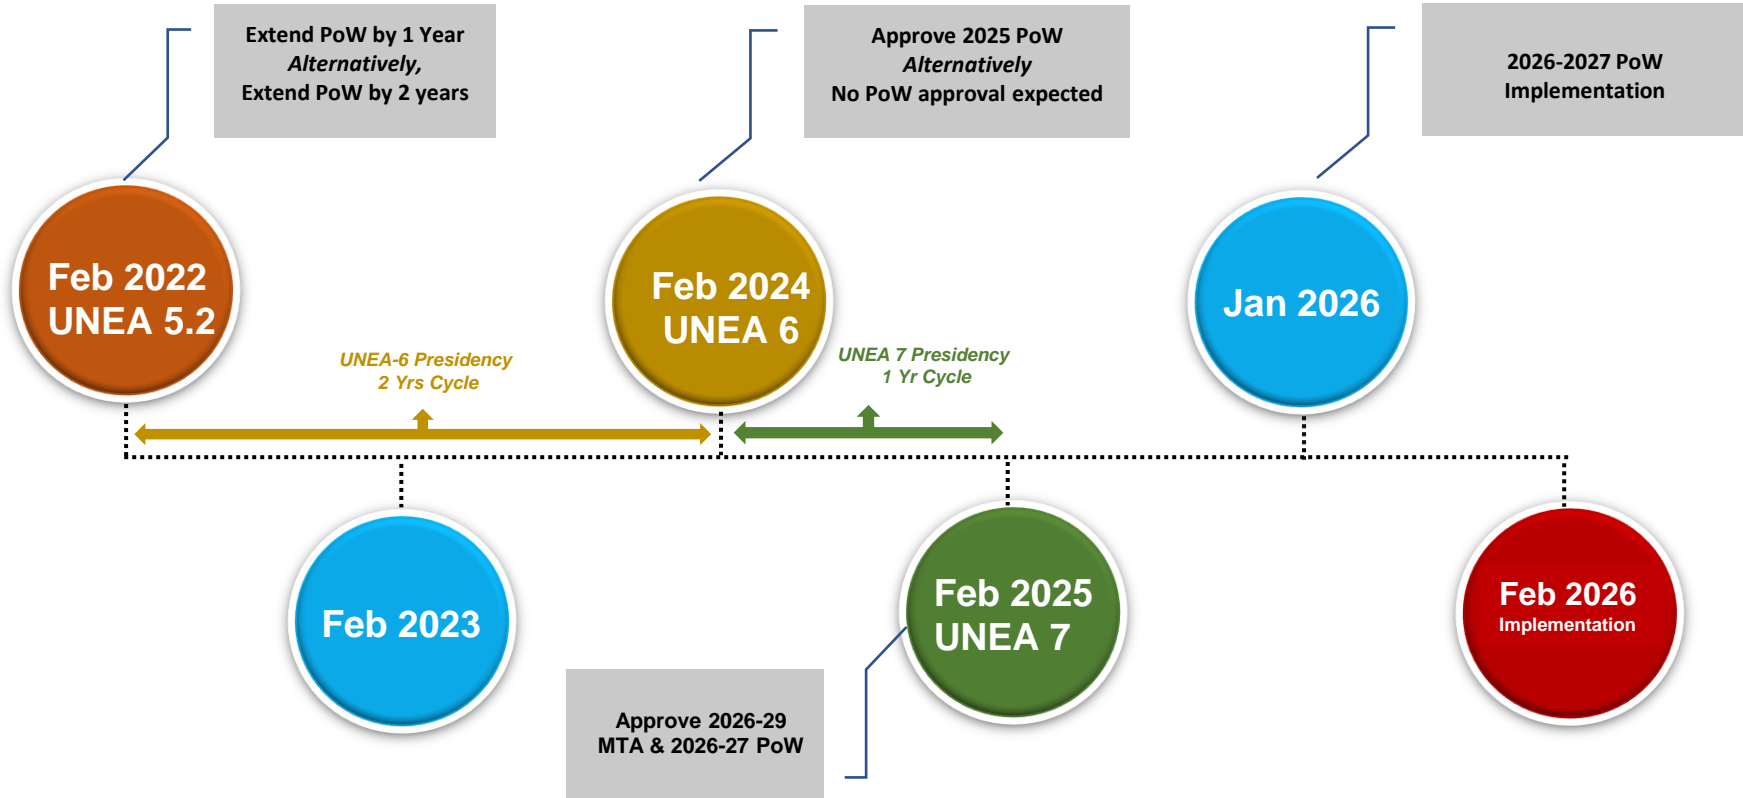 Extend PoW by 1 Year
Alternatively,
Extend PoW by 2 years
Approve 2025 PoW
Alternatively
No PoW approval expected
2026-2027 PoW
Implementation
Feb 2022
UNEA 5.2
Feb 2024
UNEA 6
Jan 2026
UNEA-6 Presidency
2 Yrs Cycle
UNEA 7 Presidency
1 Yr Cycle
Feb 2023
Feb 2025
UNEA 7
Feb 2026
Implementation
Approve 2026-29
MTA & 2026-27 PoW